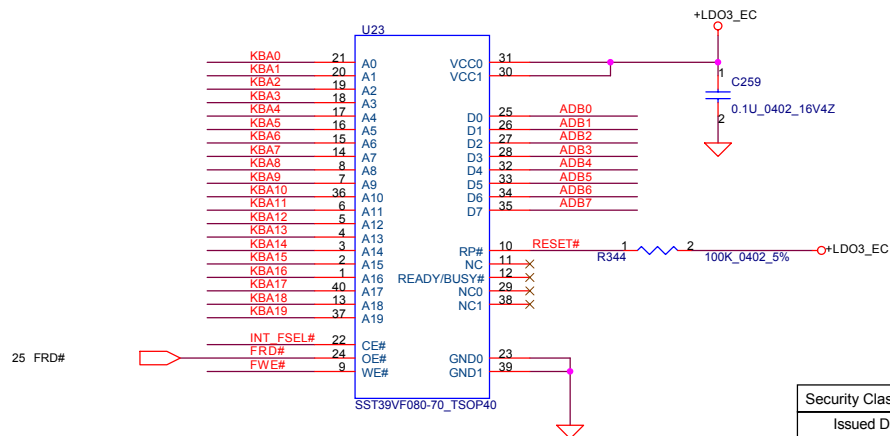 +LDO3_EC
U23
KBA0 21 A0 VCC0 31
KBA1 20 A1 VCC1 30
KBA2 19 A2
KBA3 18 A3
KBA4 17 A4 D0 25 ADB0
KBA5 16 A5 D1 26 ADB1
KBA6 15 A6 D2 27 ADB2
KBA7 14 A7 D3 28 ADB3
KBA8 8 A8 D4 32 ADB4
KBA9 7 A9 D5 33 ADB5
KBA10 36 A10 D6 34 ADB6
KBA11 6 A11 D7 35 ADB7
KBA12 5 A12
KBA13 4 A13
KBA14 3 A14 RP# 10 RESET#
KBA15 2 A15 NC 11
KBA16 1 A16 READY/BUSY# 12
KBA17 40 A17 NC0 29
KBA18 13 A18 NC1 38
KBA19 37 A19
INT_FSEL# 22 CE#
25 FRD# FRD# 24 OE# GND0 23
FWE# 9 WE# GND1 39
SST39VF080-70_TSOP40
1
C259
0.1U_0402_16V4Z
2
1 2 +LDO3_EC
R344 100K_0402_5%
Security Clas
Issued D